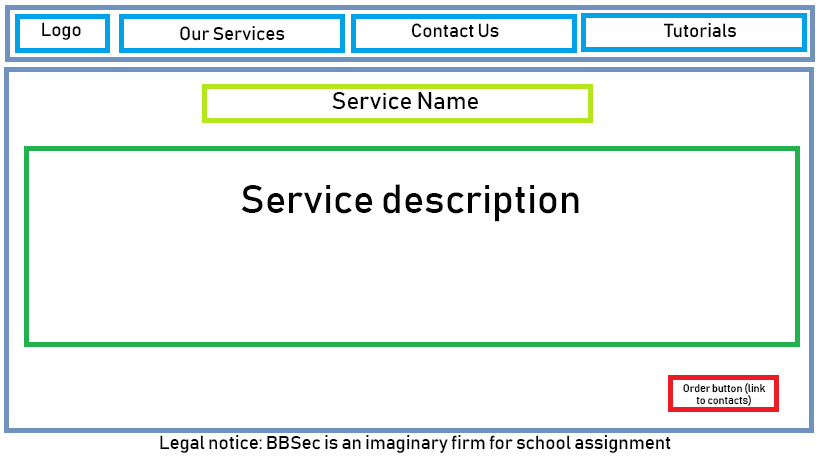 Logo
Our Services
Contact Us
Tutorials
Service Name
Service description
Order button (link
to contacts)
Legal notice: BBSec is an imaginary firm for school assignment